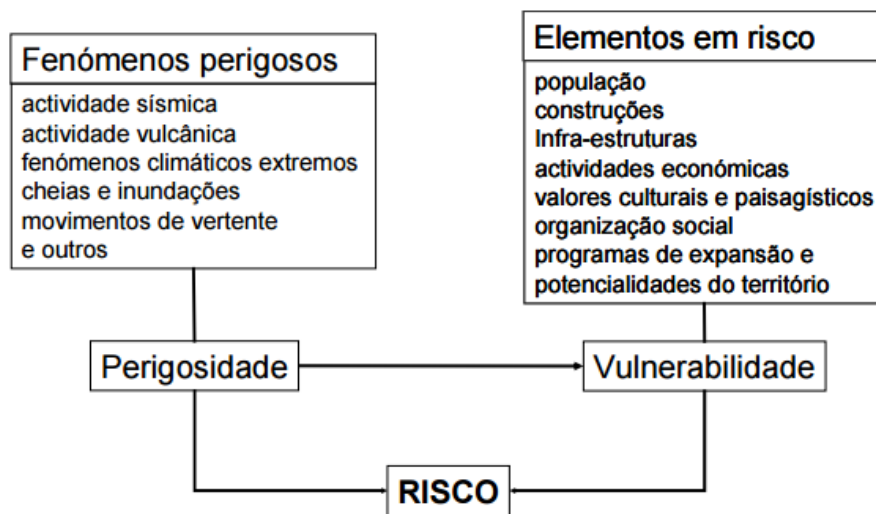 Fenómenos perigosos
actividade sísmica
actividade vulcânica
fenómenos climáticos extremos
cheias e inundações
movimentos de vertente
e outros
Elementos em risco
população
construções
Infra-estruturas
actividades económicas
valores culturais e paisagísticos
organização social
programas de expansão e
potencialidades do território
Perigosidade
Vulnerabilidade
RISCO